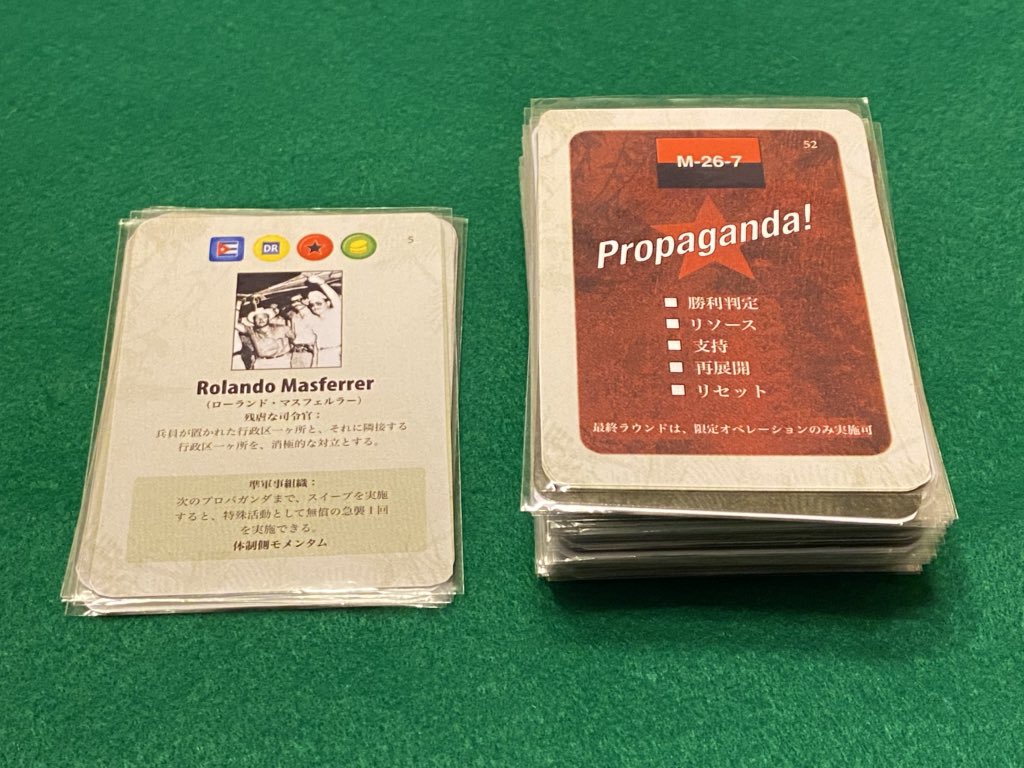 DR
5
Rolando Masferrer
(ローランド・マスフェルラー)
残虐な司令官：
兵員が置かれた行政区一ヶ所と、それに隣接する
行政区一ヶ所を、消極的な対立とする。
準軍事組織：
次のプロパガンダまで、スイープを実施
すると、特殊活動として無償の急襲1回
を実施できる。
体制側モメンタム
52
M-26-7
Propaganda!
勝利判定
リソース
支持
再展開
リセット
最終ラウンドは、限定オペレーションのみ実施可